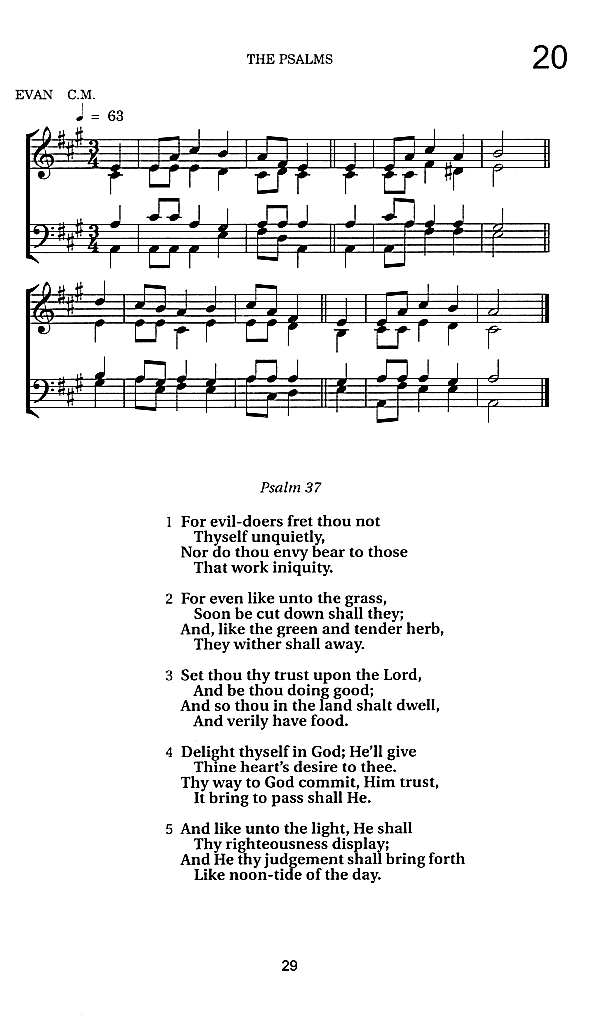 THE PSALMS
20
EVAN C.M.
♩ = 63
Psalm 37
1 For evil-doers fret thou not
Thyself unquietly,
Nor do thou envy bear to those
That work iniquity.
2 For even like unto the grass,
Soon be cut down shall they;
And, like the green and tender herb,
They wither shall away.
3 Set thou thy trust upon the Lord,
And be thou doing good;
And so thou in the land shalt dwell,
And verily have food.
4 Delight thyself in God; He'll give
Thine heart's desire to thee.
Thy way to God commit, Him trust,
It bring to pass shall He.
5 And like unto the light, He shall
Thy righteousness display;
And He thy judgement shall bring forth
Like noon-tide of the day.
29